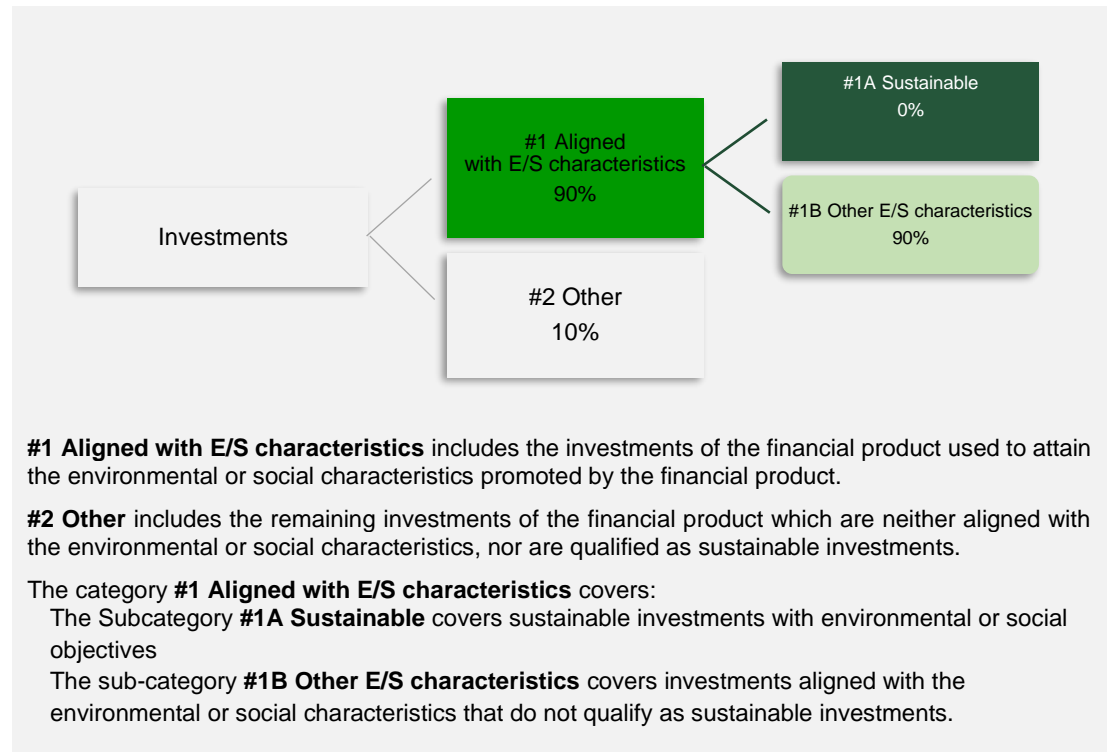 #1A Sustainable
0%
#1 Aligned
with E/S characteristics
90%
#1B Other E/S characteristics
90%
Investments
#2 Other
10%
#1 Aligned with E/S characteristics includes the investments of the financial product used to attain
the environmental or social characteristics promoted by the financial product.
#2 Other includes the remaining investments of the financial product which are neither aligned with
the environmental or social characteristics, nor are qualified as sustainable investments.
The category #1 Aligned with E/S characteristics covers:
The Subcategory #1A Sustainable covers sustainable investments with environmental or social
objectives
The sub-category #1B Other E/S characteristics covers investments aligned with the
environmental or social characteristics that do not qualify as sustainable investments.